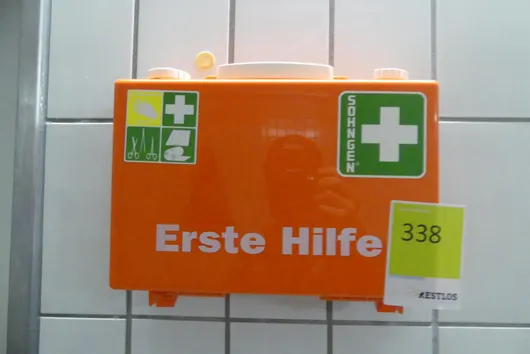 SÖHNGEN®
Erste Hilfe
338
RESTLOS